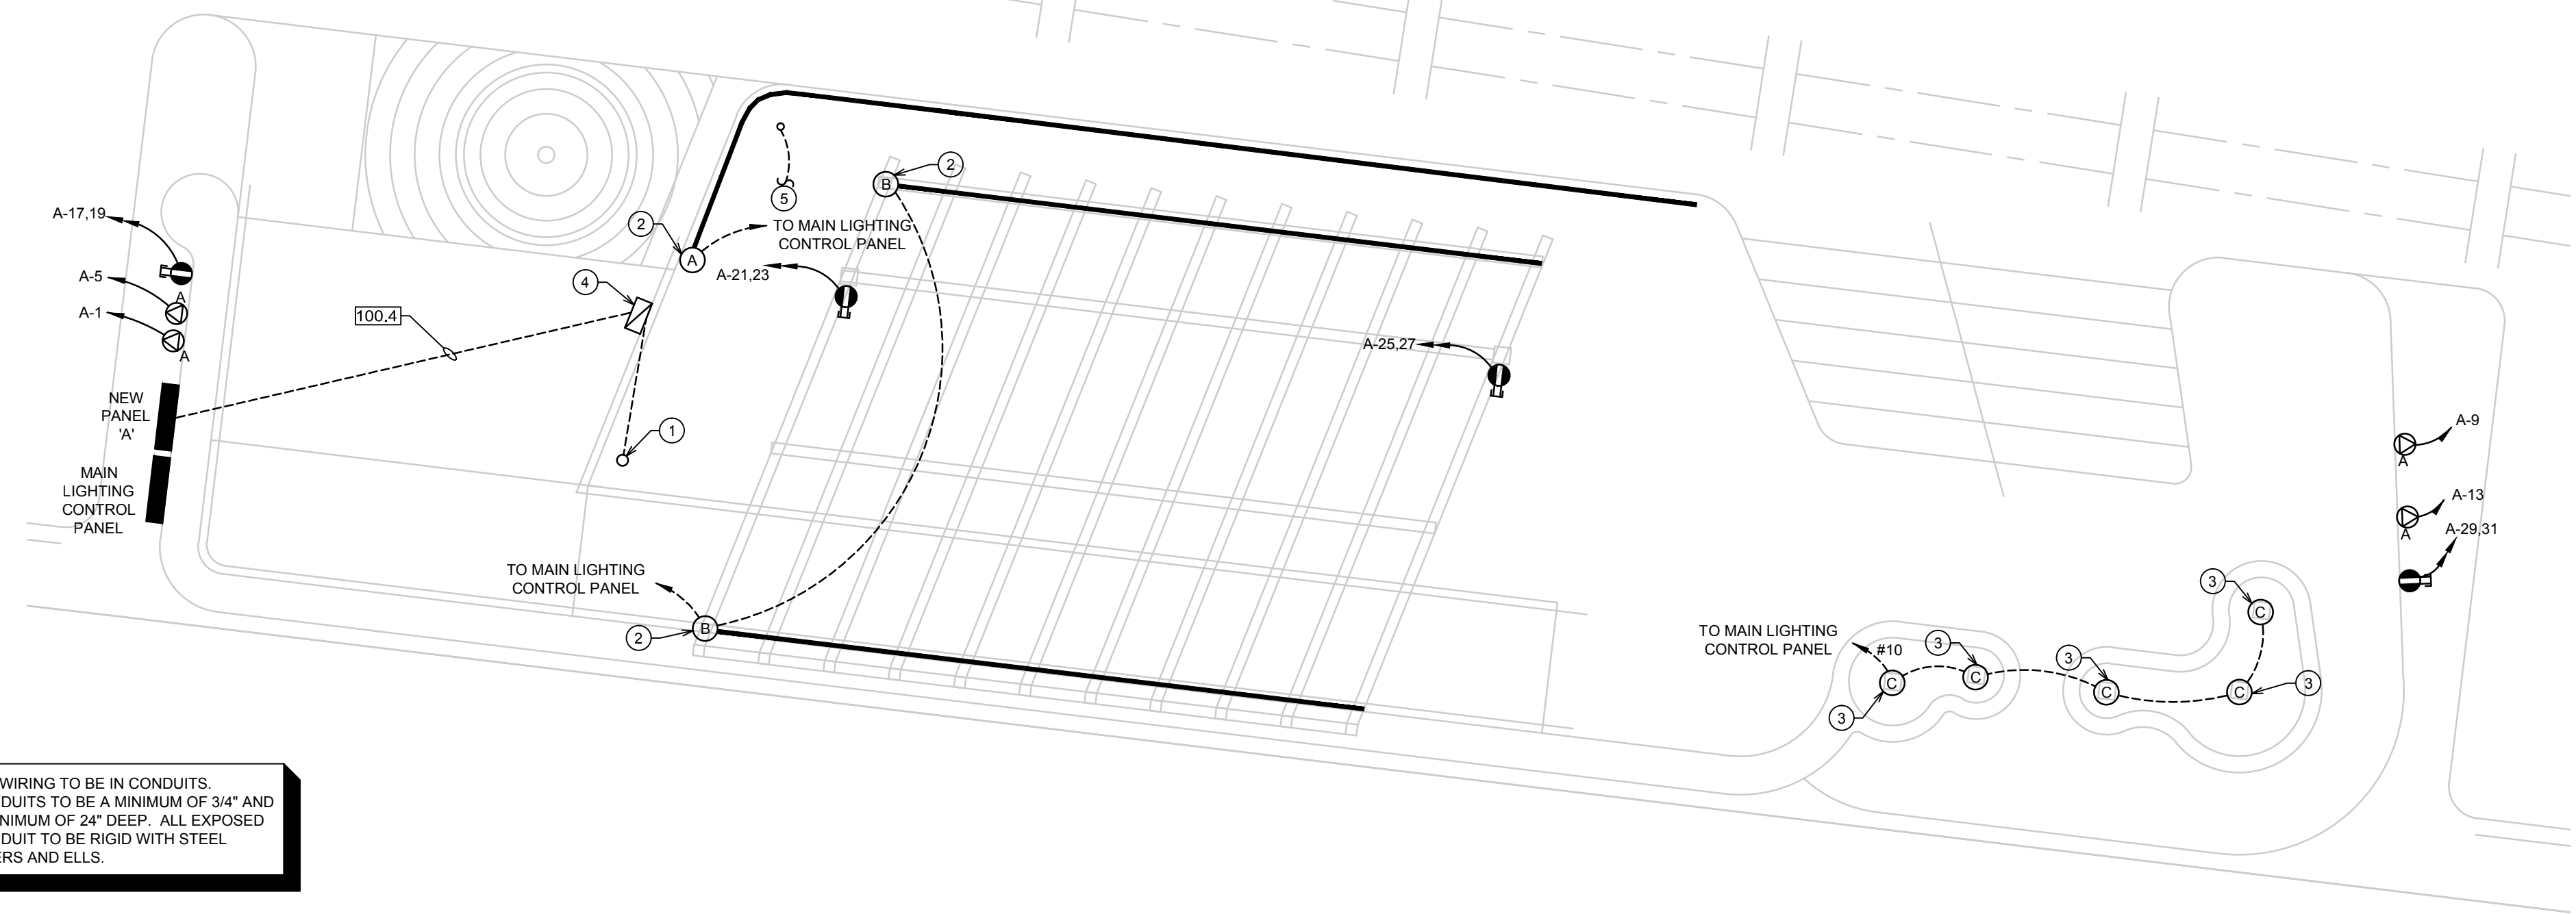 2
B
5
2
A-17,19
TO MAIN LIGHTING
CONTROL PANEL
A
A-21,23
A-5
4
A
A-1
100.4
A
A-25,27
NEW
PANEL
'A'
1
A-9
A
MAIN
LIGHTING
CONTROL
PANEL
A-13
A
A-29,31
TO MAIN LIGHTING
CONTROL PANEL
B
2
3
C
TO MAIN LIGHTING
CONTROL PANEL
#10
3
3
C
C
3
C
C
3
WIRING TO BE IN CONDUITS.
DUITS TO BE A MINIMUM OF 3/4" AND
NIMUM OF 24" DEEP. ALL EXPOSED
DUIT TO BE RIGID WITH STEEL
ERS AND ELLS.